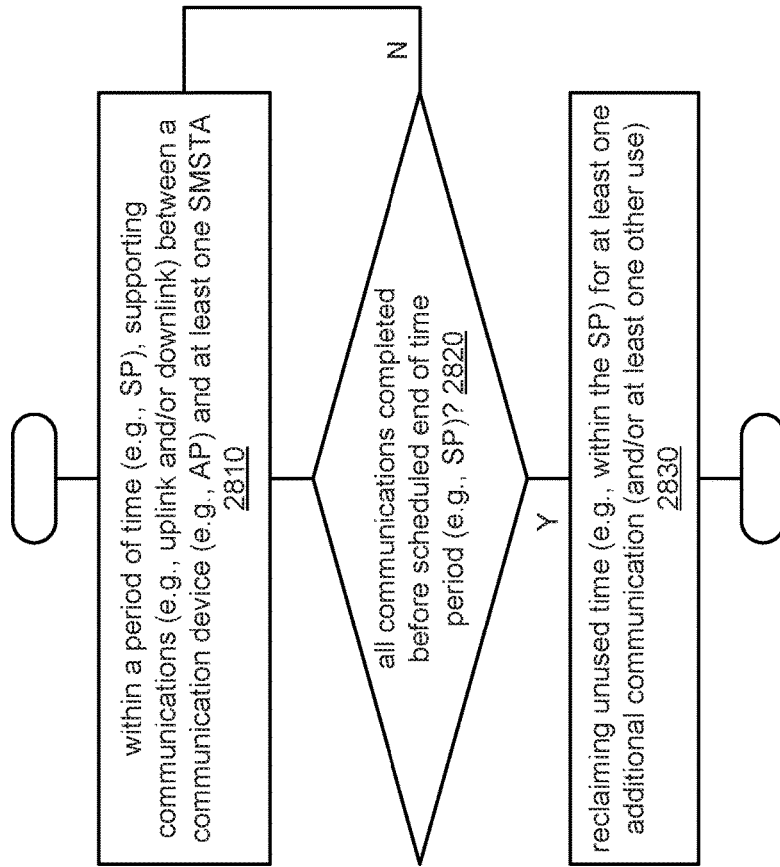 within a period of time (e.g., SP), supporting
communications (e.g., uplink and/or downlink) between a
communication device (e.g., AP) and at least one SMSTA
2810
all communications completed
before scheduled end of time
period (e.g., SP)? 2820
N
Y
reclaiming unused time (e.g., within the SP) for at least one
additional communication (and/or at least one other use)
2830